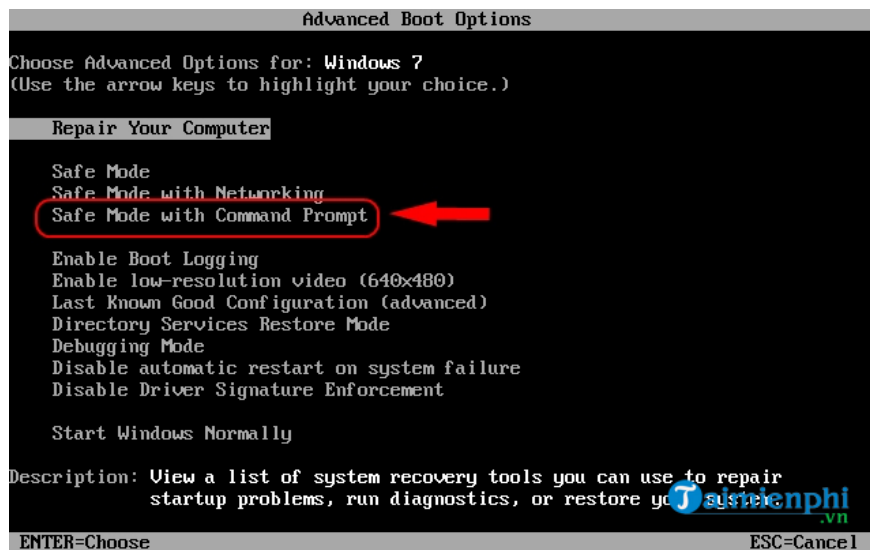 Advanced Boot Options
Choose Advanced Options for: Windows 7
(Use the arrow keys to highlight your choice.)
Repair Your Computer
Safe Mode
Safe Mode with Networking
Safe Mode with Command Prompt
Enable Boot Logging
Enable low-resolution video (640x480)
Last Known Good Configuration (advanced)
Directory Services Restore Mode
Debugging Mode
Disable automatic restart on system failure
Disable Driver Signature Enforcement
Start Windows Normally
Description: View a list of system recovery tools you can use to repair
startup problems, run diagnostics, or restore your system.
Taimienphi
.vn
ENTER=Choose ESC=Cancel